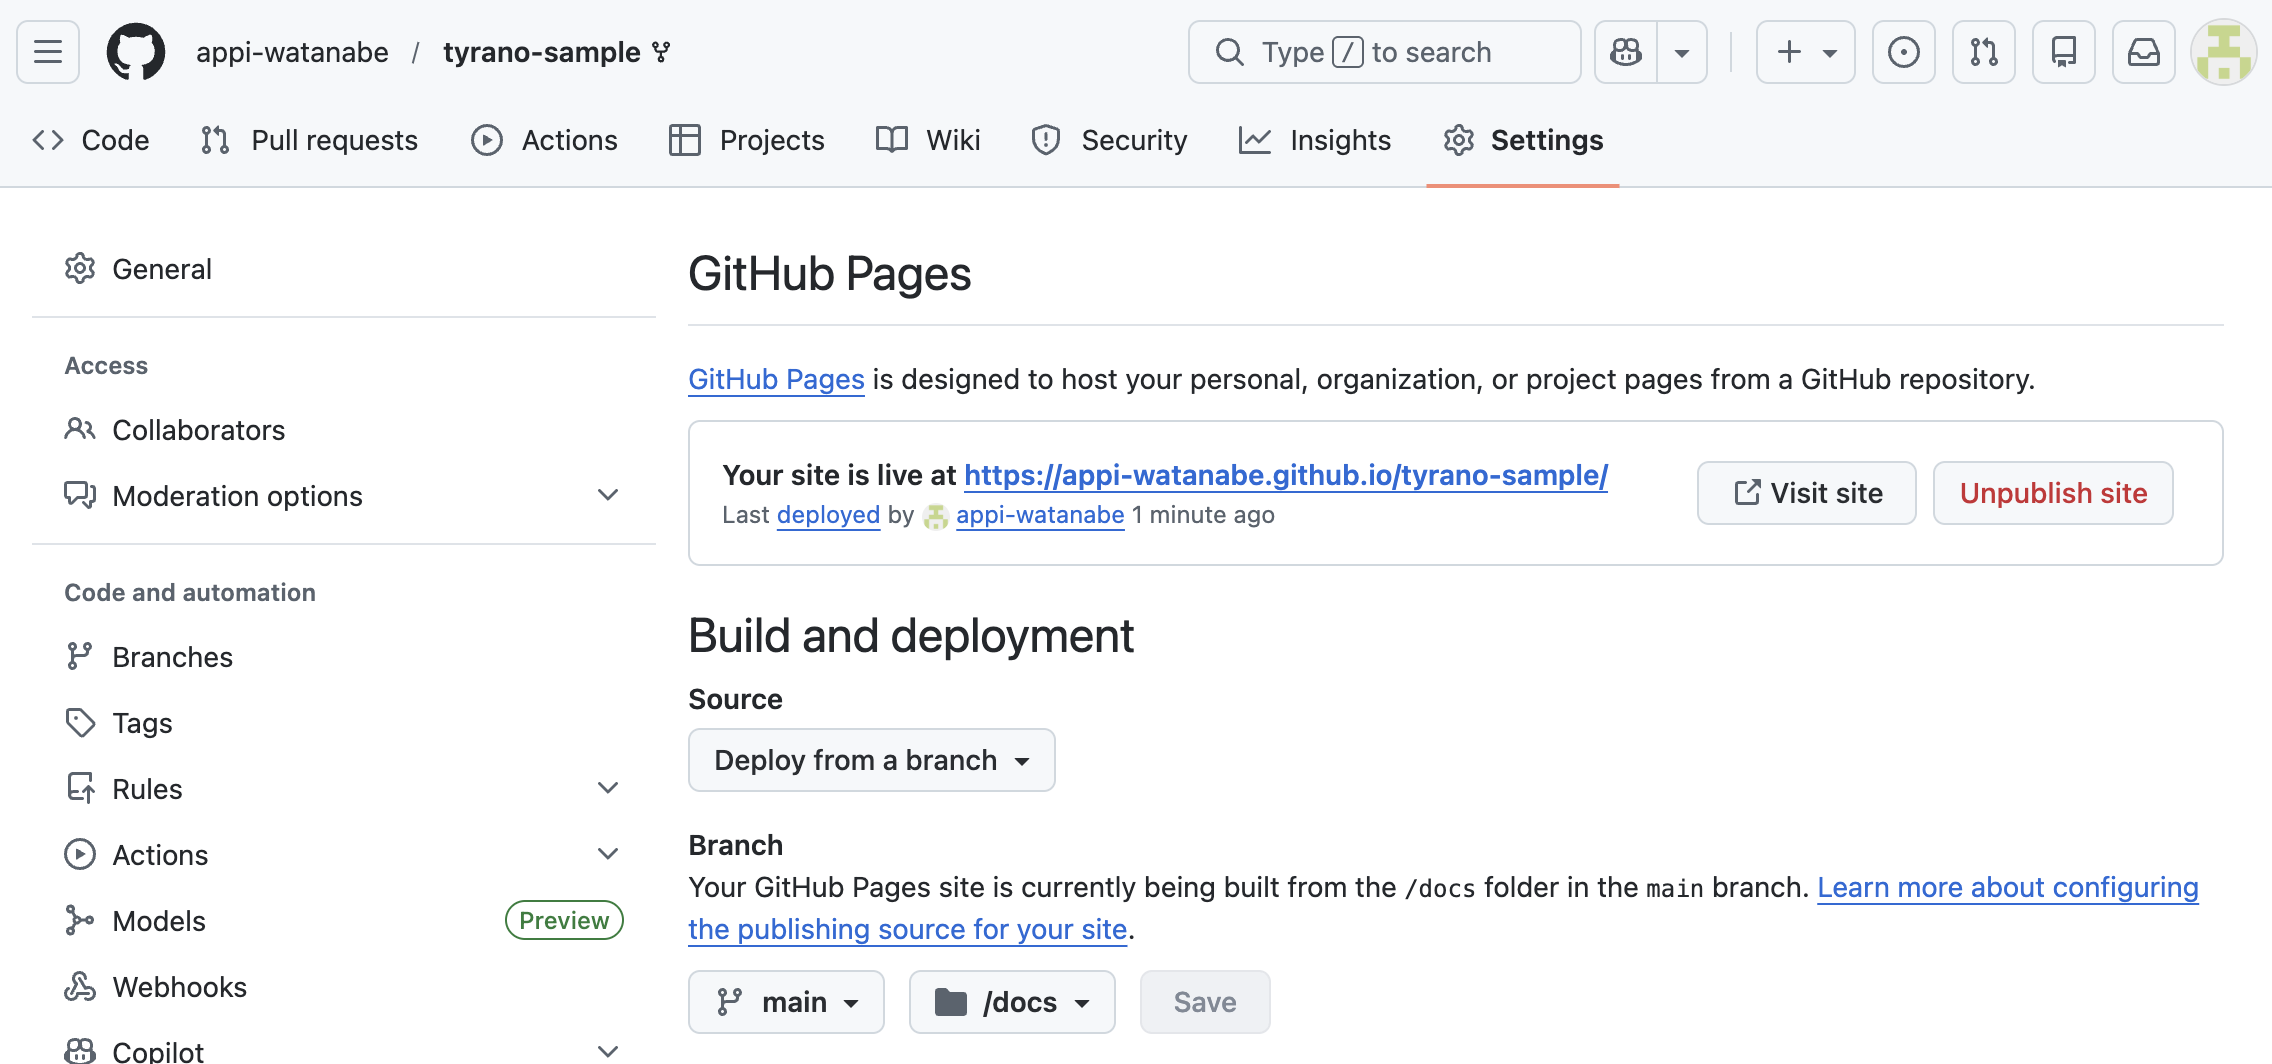 appi-watanabe / tyrano-sample
Type / to search
Code Pull requests Actions Projects Wiki Security Insights Settings
General
Access
Collaborators
Moderation options
Code and automation
Branches
Tags
Rules
Actions
Models Preview
Webhooks
Copilot
GitHub Pages
GitHub Pages is designed to host your personal, organization, or project pages from a GitHub repository.
Your site is live at https://appi-watanabe.github.io/tyrano-sample/
Last deployed by appi-watanabe 1 minute ago
Visit site Unpublish site
Build and deployment
Source
Deploy from a branch
Branch
Your GitHub Pages site is currently being built from the /docs folder in the main branch. Learn more about configuring
the publishing source for your site.
main /docs Save